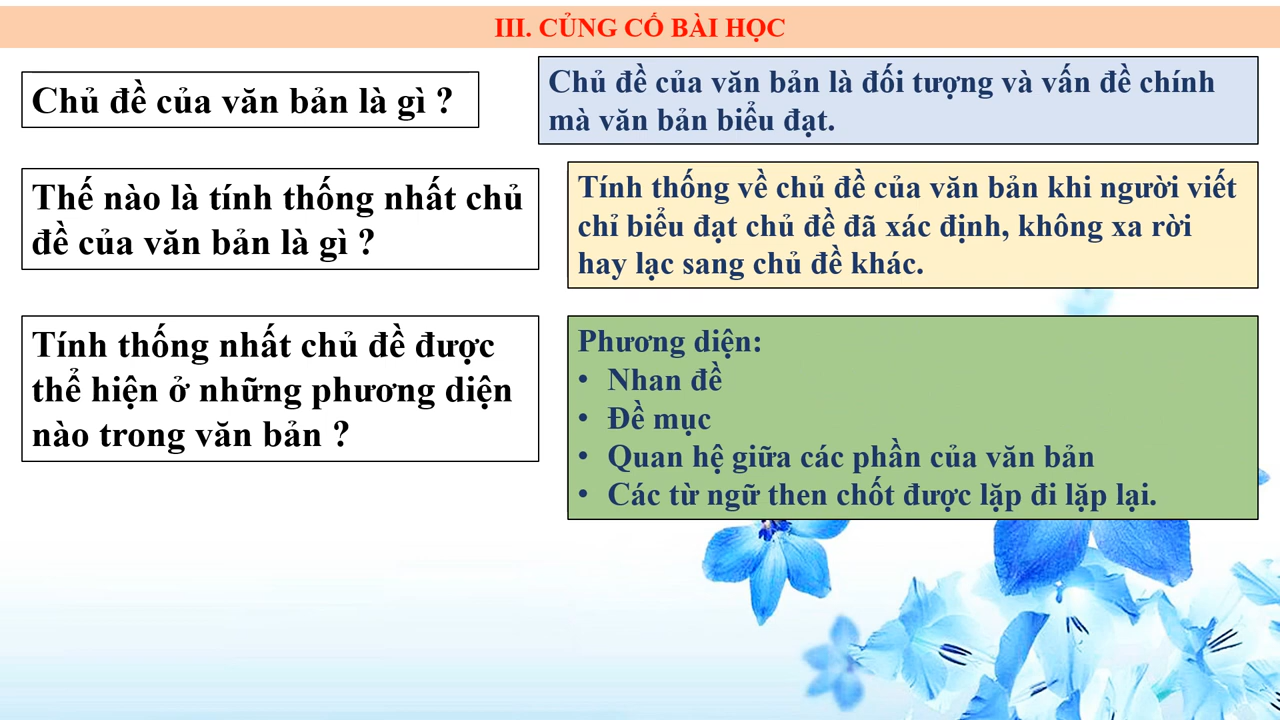 III. CỦNG CỐ BÀI HỌC
Chủ đề của văn bản là gì ?
Chủ đề của văn bản là đối tượng và vấn đề chính
mà văn bản biểu đạt.
Thế nào là tính thống nhất chủ
đề của văn bản là gì ?
Tính thống về chủ đề của văn bản khi người viết
chỉ biểu đạt chủ đề đã xác định, không xa rời
hay lạc sang chủ đề khác.
Tính thống nhất chủ đề được
thể hiện ở những phương diện
nào trong văn bản ?
Phương diện:
• Nhan đề
• Đề mục
• Quan hệ giữa các phần của văn bản
• Các từ ngữ then chốt được lặp đi lặp lại.